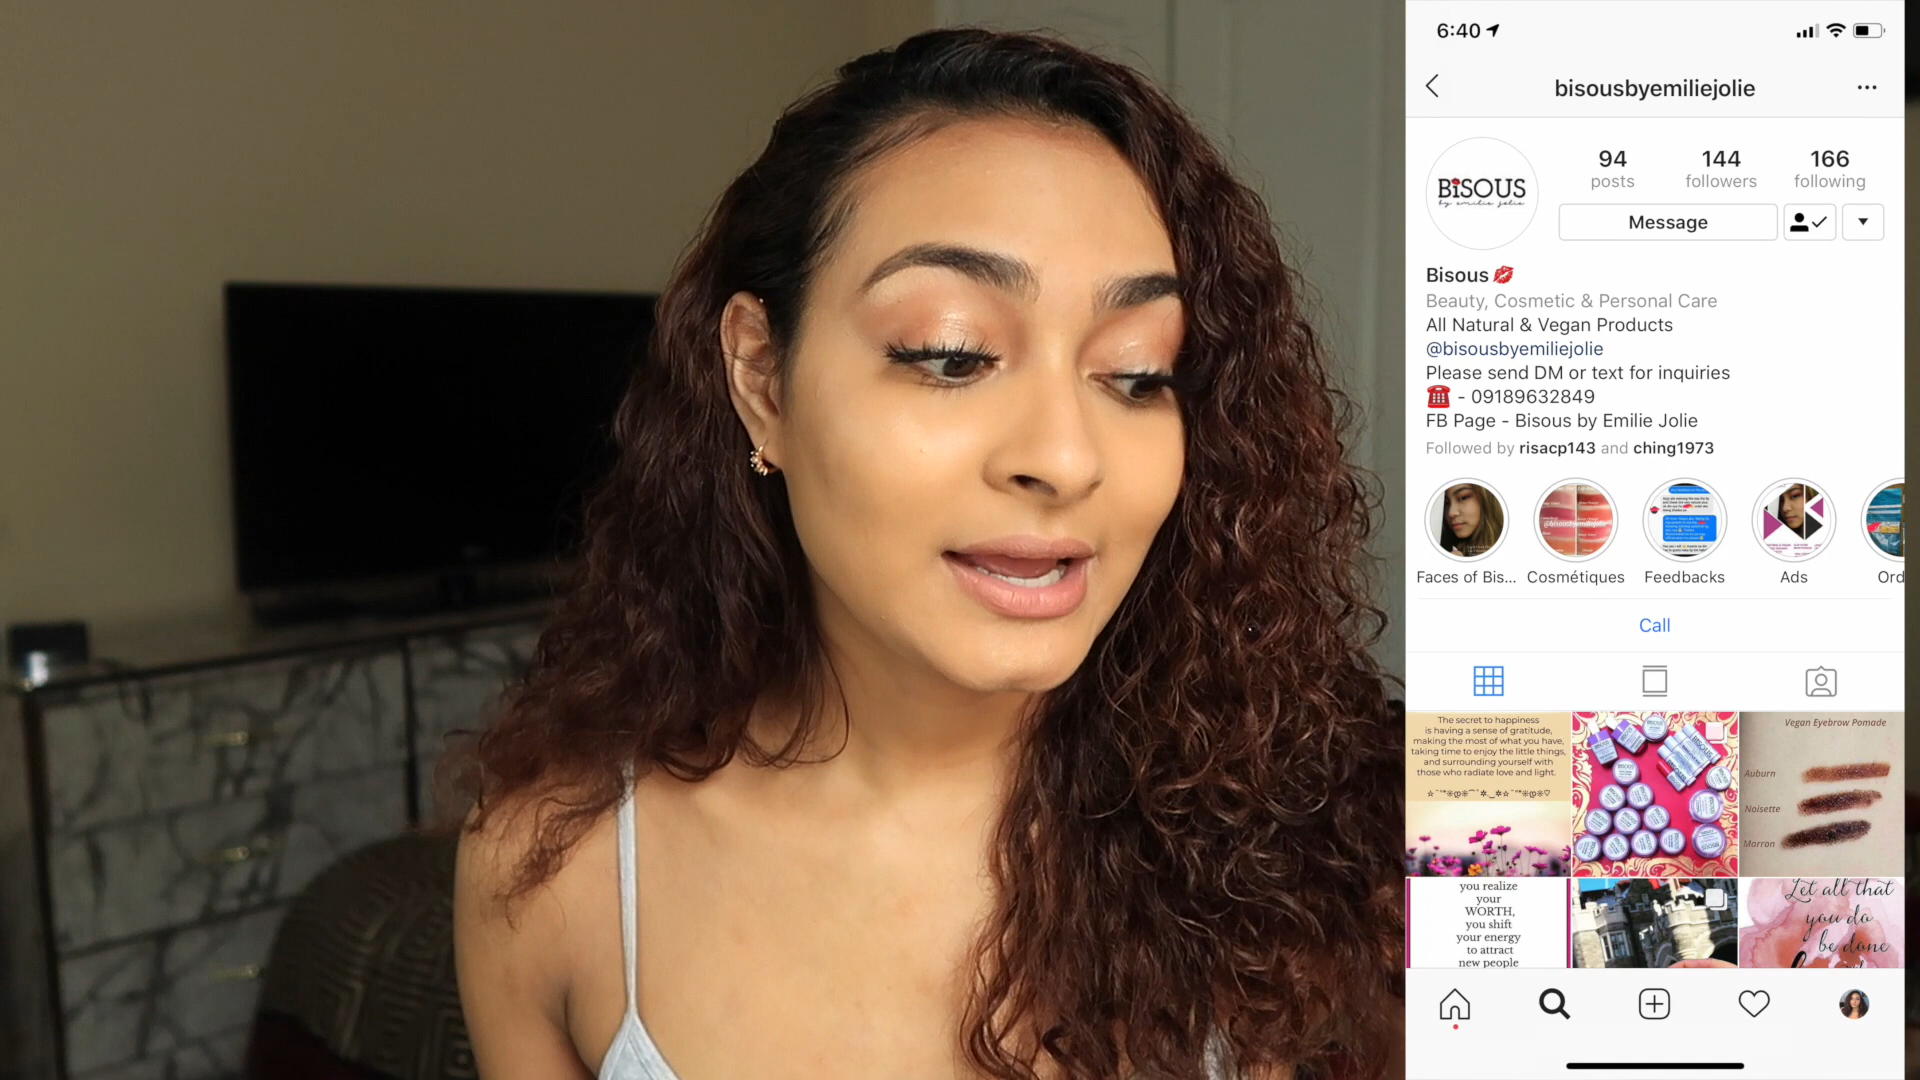 6:40
bisousbyemiliejolie
94
144
166
posts
followers
following
BiSOUS
by emilie jolie
Message
Bisous
Beauty, Cosmetic & Personal Care
All Natural & Vegan Products
@bisousbyemiliejolie
Please send DM or text for inquiries
- 09189632849
FB Page - Bisous by Emilie Jolie
Followed by risacp143 and ching1973
Faces of Bis...
Cosmétiques
Feedbacks
Ads
Ord
Call
The secret to happiness
is having a sense of gratitude,
making the most of what you have,
taking time to enjoy the little things,
and surrounding yourself with
those who radiate love and light.
Vegan Eyebrow Pomade
Auburn
Noisette
Marron
you realize
your
WORTH,
you shift
your energy
to attract
new people
Let all that
you do
be done